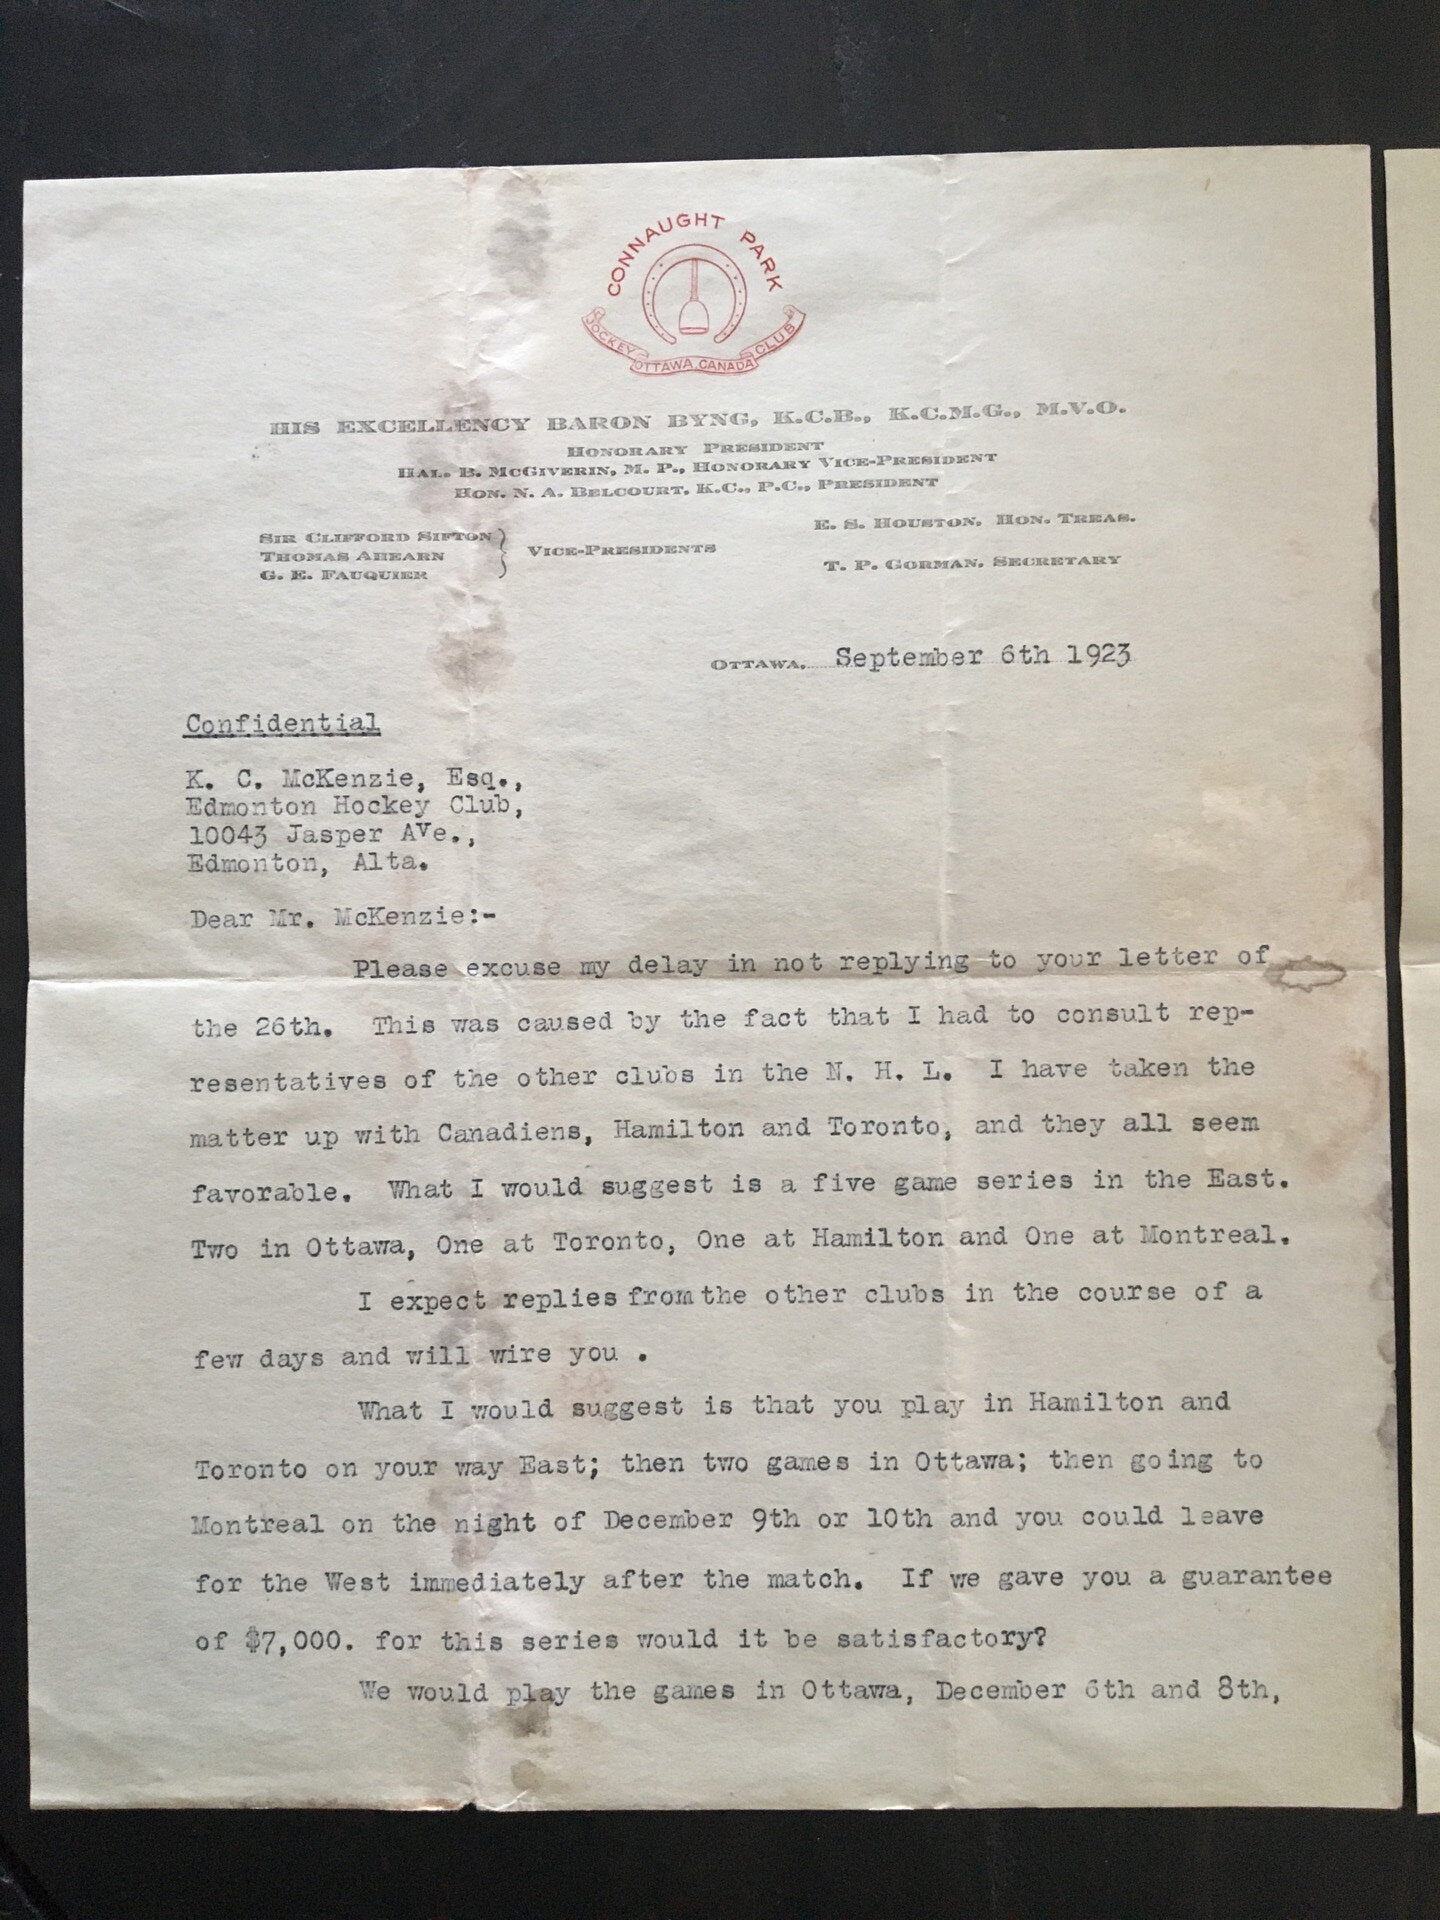 CONNAUGHT PARK
JOCKEY CLUB
OTTAWA, CANADA
HIS EXCELLENCY BARON BYNG, K.C.B., K.C.M.G., M.V.O.
HONORARY PRESIDENT
HAL. B. MCGIVERIN, M. P., HONORARY VICE-PRESIDENT
HON. N. A. BELCOURT, K.C., P.C., PRESIDENT
E. S. HOUSTON, HON. TREAS.
SIR CLIFFORD SIFTON
THOMAS AHEARN
G. E. FAUQUIER
VICE-PRESIDENTS
T. P. GORMAN, SECRETARY
OTTAWA, September 6th 1923
Confidential
K. C. McKenzie, Esq.,
Edmonton Hockey Club,
10043 Jasper AVe.,
Edmonton, Alta.
Dear Mr. McKenzie:-
Please excuse my delay in not replying to your letter of
the 26th. This was caused by the fact that I had to consult rep-
resentatives of the other clubs in the N. H. L. I have taken the
matter up with Canadiens, Hamilton and Toronto, and they all seem
favorable. What I would suggest is a five game series in the East.
Two in Ottawa, One at Toronto, One at Hamilton and One at Montreal.
I expect replies from the other clubs in the course of a
few days and will wire you .
What I would suggest is that you play in Hamilton and
Toronto on your way East; then two games in Ottawa; then going to
Montreal on the night of December 9th or 10th and you could leave
for the West immediately after the match. If we gave you a guarantee
of $7,000. for this series would it be satisfactory?
We would play the games in Ottawa, December 6th and 8th,